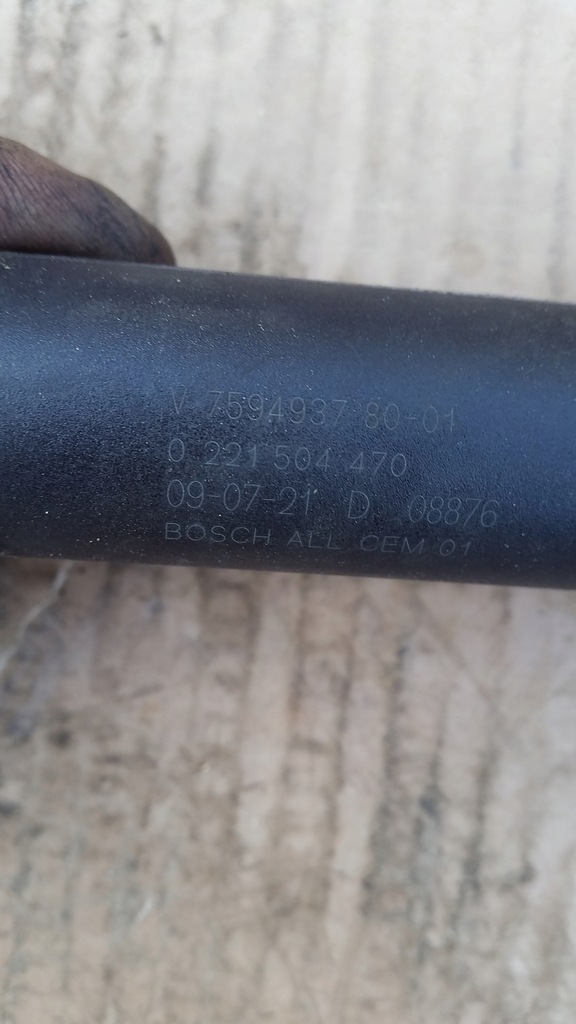 V 7594937 80-01
0 221 504 470
09-07-21 D 08876
BOSCH ALL CEM 01